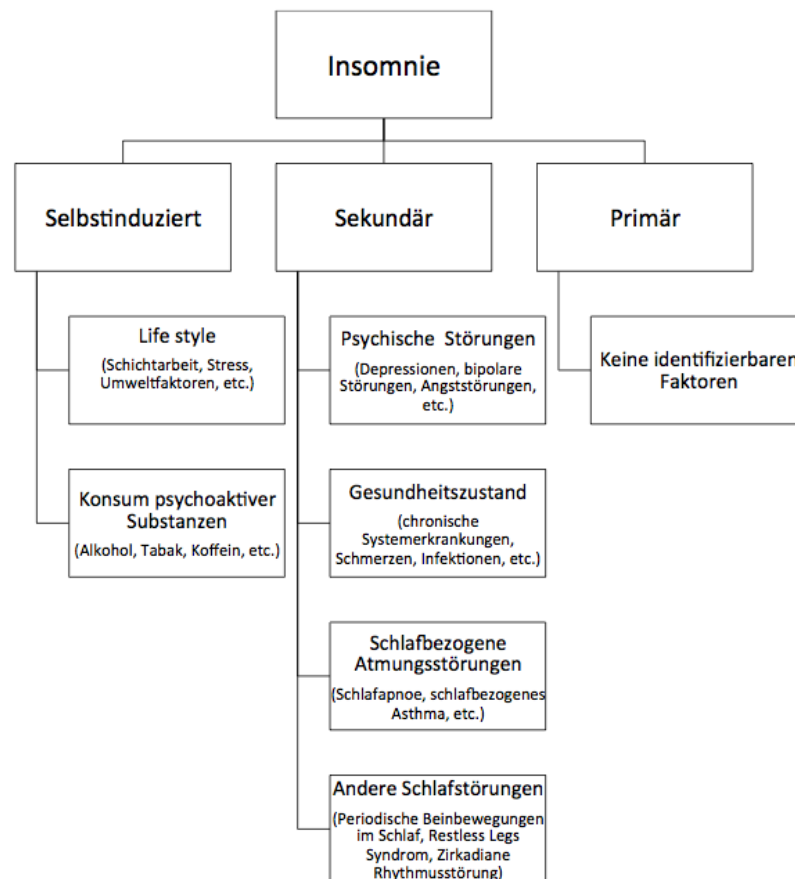 Insomnie
Selbstinduziert
Life style
(Schichtarbeit, Stress,
Umweltfaktoren, etc.)
Konsum psychoaktiver
Substanzen
(Alkohol, Tabak, Koffein, etc.)
Sekundär
Psychische Störungen
(Depressionen, bipolare
Störungen, Angststörungen,
etc.)
Gesundheitszustand
(chronische
Systemerkrankungen,
Schmerzen, Infektionen, etc.)
Schlafbezogene
Atmungsstörungen
(Schlafapnoe, schlafbezogenes
Asthma, etc.)
Andere Schlafstörungen
(Periodische Beinbewegungen
im Schlaf, Restless Legs
Syndrom, Zirkadiane
Rhythmusstörung)
Primär
Keine identifizierbaren
Faktoren